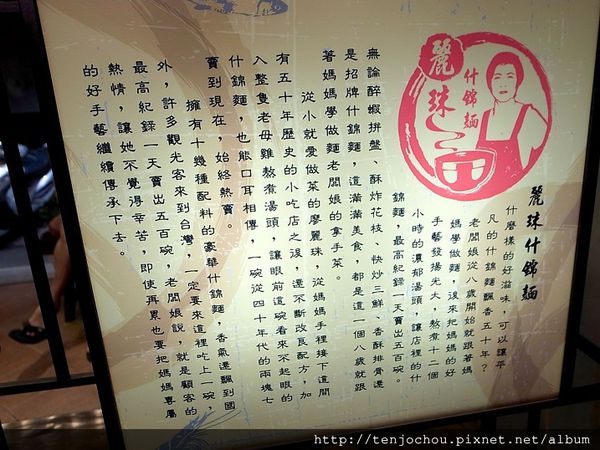 麗珠
什錦麵
麗珠什錦麵
什麼樣的好滋味，可以讓平
凡的什錦麵飄香五十年？
老闆娘從八歲開始就跟著媽
媽學做麵，後來把媽媽的好
手藝發揚光大，熬煮十二個
小時的濃郁湯頭，讓店裡的什
錦麵，最高紀錄一天賣出五百碗。
無論醉蝦拼盤、酥炸花枝、快炒三鮮、香酥排骨還
是招牌什錦麵，這滿滿美食，都是這一個八歲就跟
著媽媽學做麵老闆娘的拿手菜。
從小就愛做菜的廖麗珠，從媽媽手裡接下這間
有五十年歷史的小吃店之後，還不斷改良配方，加
入整隻老母雞熬煮湯頭，讓眼前這碗看來不起眼的
什錦麵，也能口耳相傳，一碗從四十年代的兩塊七
賣到現在，始終熱賣。
擁有十幾種配料的豪華什錦麵，香氣還飄到國
外，許多觀光客來到台灣，一定要來這裡吃上一碗，
最高紀錄一天賣出五百碗。老闆娘說，就是顧客的
熱情，讓她不覺得辛苦，即使再累也要把媽媽專屬
的好手藝繼續傳承下去。
http://tenjochou.pixnet.net/album